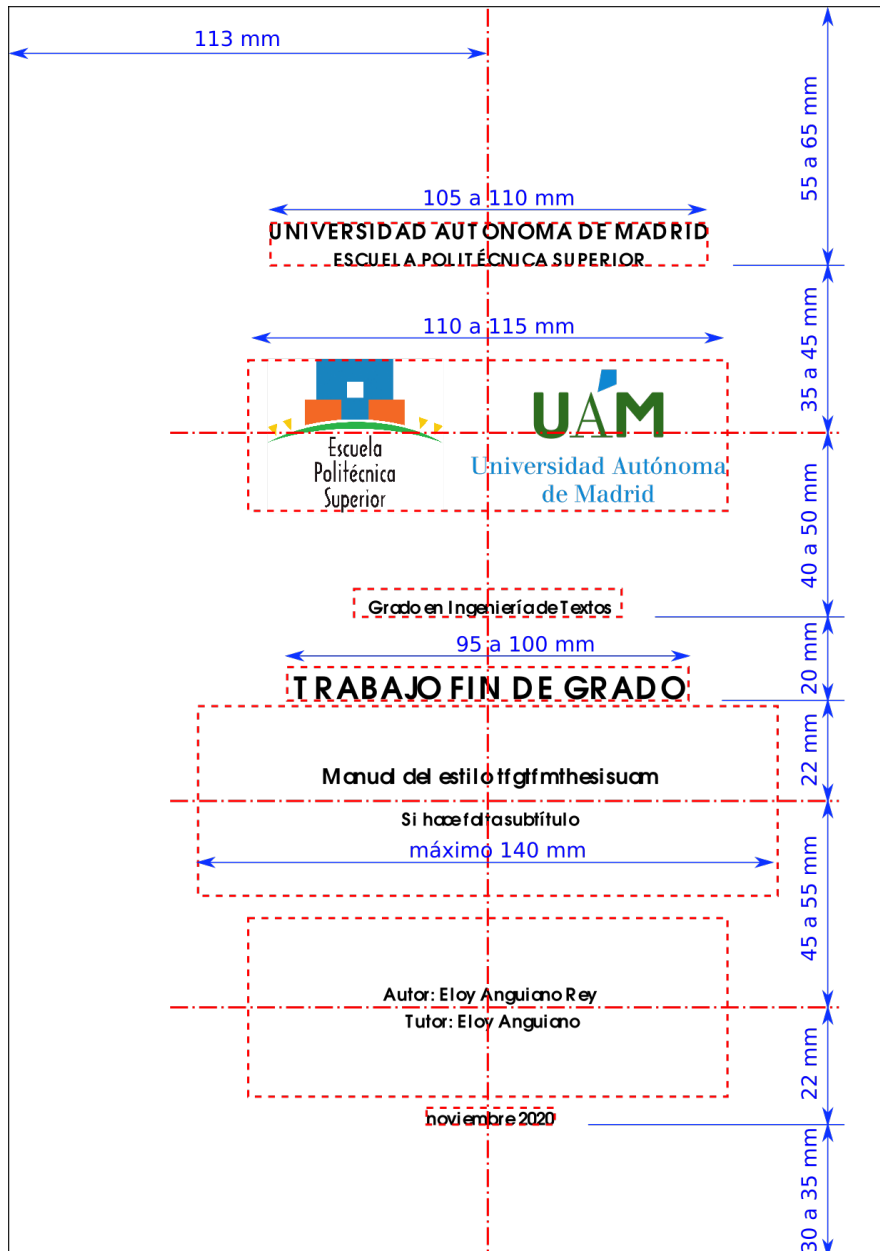 113 mm
55 a 65 mm
105 a 110 mm
UNIVERSIDAD AUTÓNOMA DE MADRID
ESCUELA POLITÉCNICA SUPERIOR
35 a 45 mm
110 a 115 mm
Escuela
Politécnica
Superior
UÁM
Universidad Autónoma
de Madrid
40 a 50 mm
Grado en Ingeniería de Textos
20 mm
95 a 100 mm
TRABAJO FIN DE GRADO
22 mm
Manual del estilo tfgtfmthesisuam
Si hace falta subtítulo
máximo 140 mm
45 a 55 mm
Autor: Eloy Anguiano Rey
Tutor: Eloy Anguiano
22 mm
noviembre 2020
30 a 35 mm